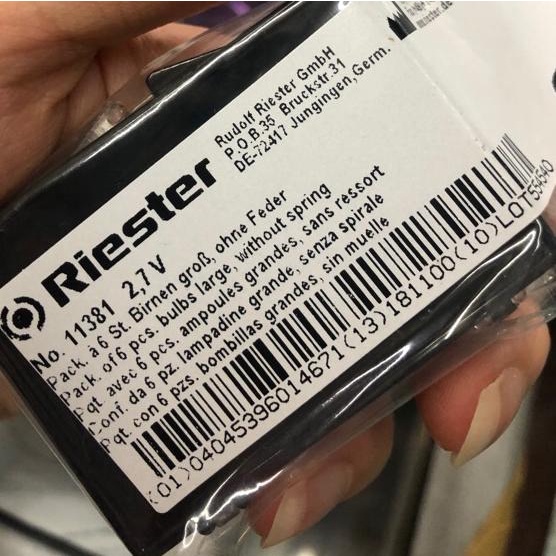 Riester
Rudolf Riester GmbH
P.O.B.35 Bruckstr.31
DE-72417 Jungingen, Germ.
No. 11381 2,7 V
Pack. à 6 St. Birnen groß, ohne Feder
Pack. of 6 pcs. bulbs large, without spring
Pqt. avec 6 pcs. ampoules grandes, sans ressort
Conf. da 6 pz. lampadine grande, senza spirale
Pqt. con 6 pzs. bombillas grandes, sin muelle
(01)04045396014671(13)181100(10)LOT